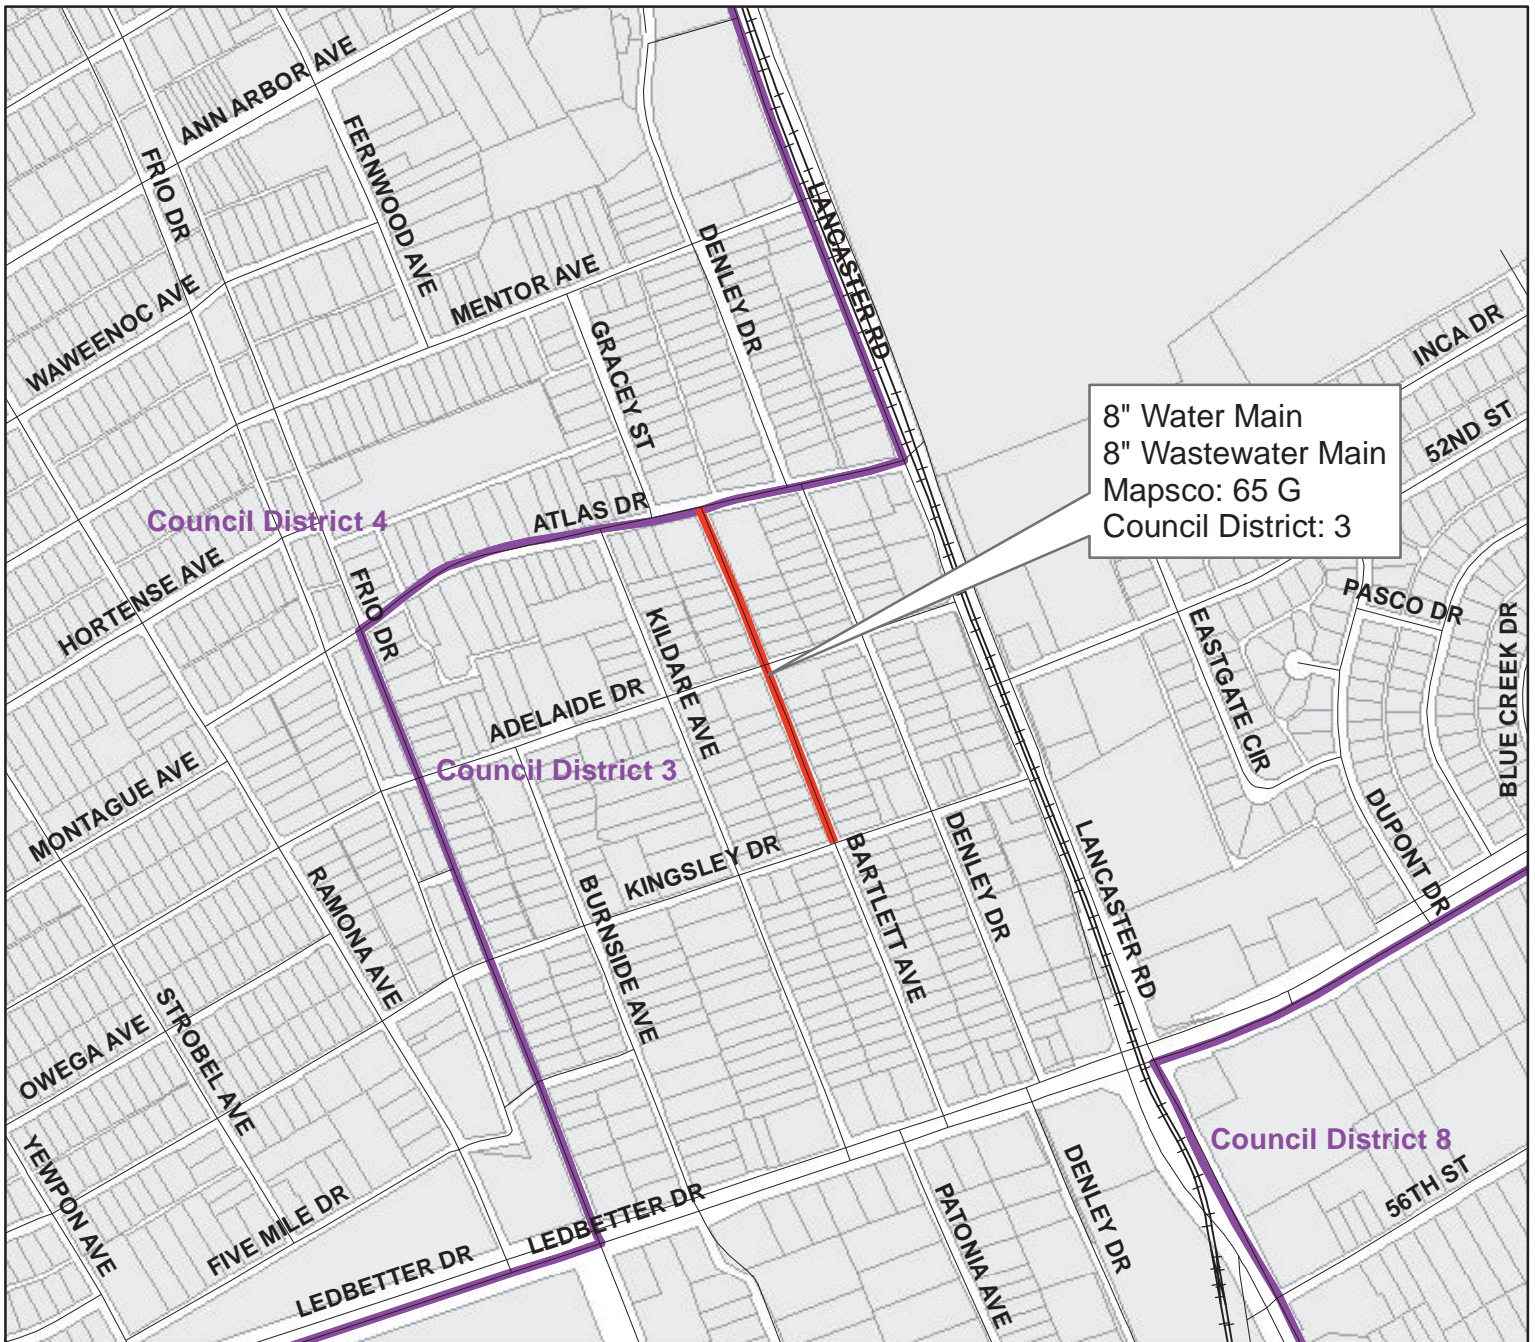 ANN ARBOR AVE
FRIO DR
FERNWOOD AVE
LANCASTER RD
DENLEY DR
MENTOR AVE
WAWEENOC AVE
GRACEY ST
INCA DR
52ND ST
8" Water Main
8" Wastewater Main
Mapsco: 65 G
Council District: 3
Council District 4
ATLAS DR
HORTENSE AVE
FRIO DR
KILDARE AVE
PASCO DR
EASTGATE CIR
BLUE CREEK DR
ADELAIDE DR
Council District 3
MONTAGUE AVE
DUPONT DR
KINGSLEY DR
BARTLETT AVE
DENLEY DR
LANCASTER RD
RAMONA AVE
BURNSIDE AVE
STROBEL AVE
OWEGA AVE
YEWPON AVE
FIVE MILE DR
Council District 8
56TH ST
DENLEY DR
PATONIA AVE
LEDBETTER DR
LEDBETTER DR